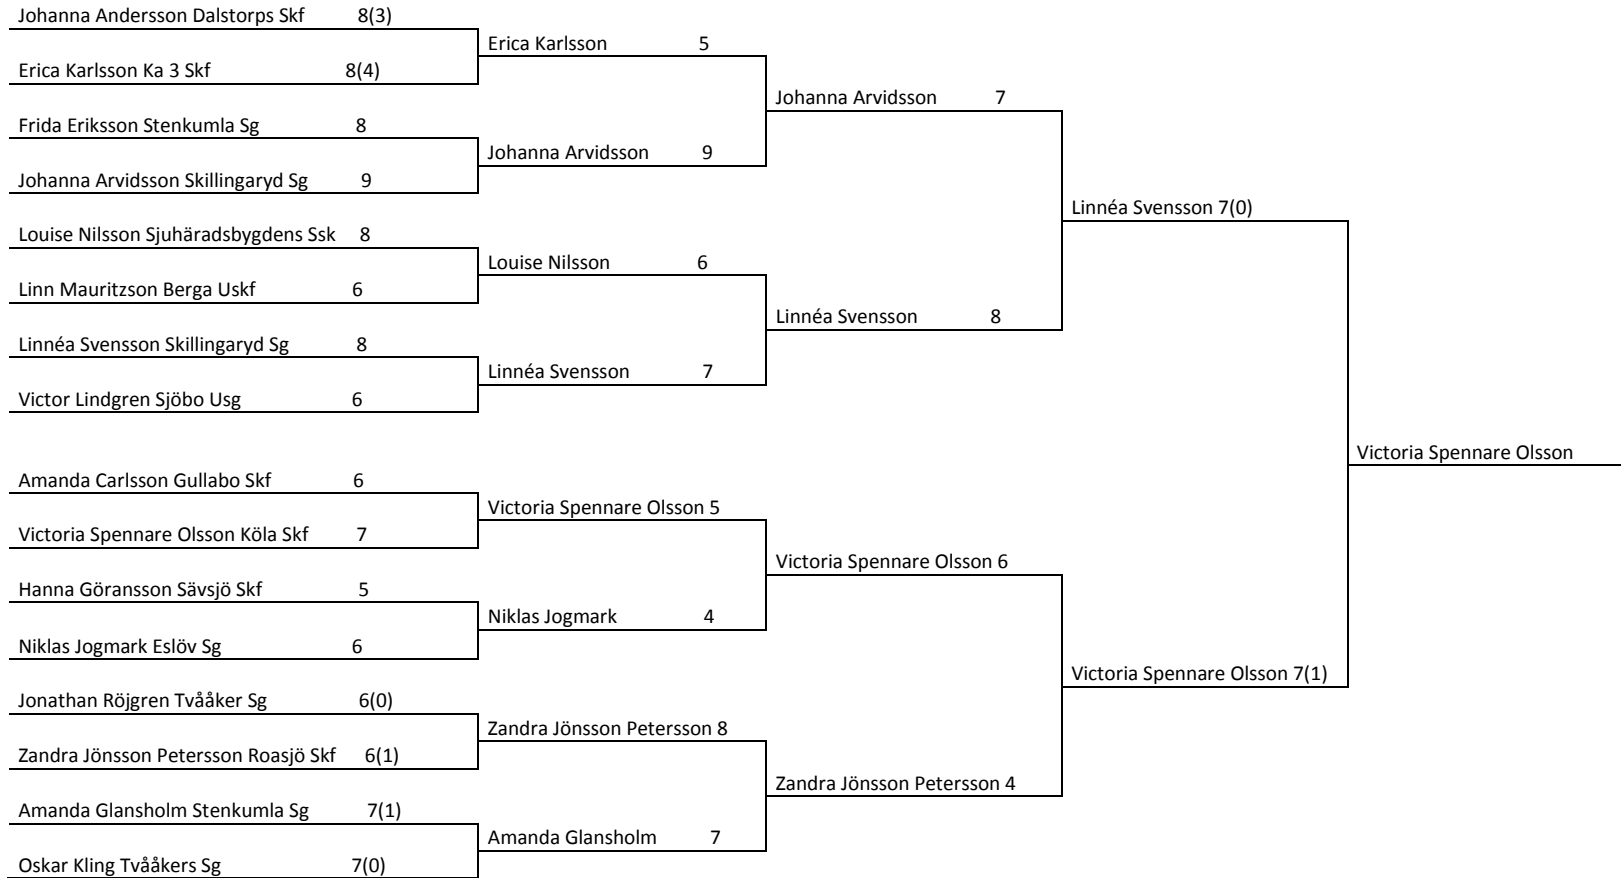 Johanna Andersson Dalstorps Skf 8(3)
Erica Karlsson Ka 3 Skf 8(4)
Frida Eriksson Stenkumla Sg 8
Johanna Arvidsson Skillingaryd Sg 9
Louise Nilsson Sjuhäradsbygdens Ssk 8
Linn Mauritzson Berga Uskf 6
Linnéa Svensson Skillingaryd Sg 8
Victor Lindgren Sjöbo Usg 6
Amanda Carlsson Gullabo Skf 6
Victoria Spennare Olsson Köla Skf 7
Hanna Göransson Sävsjö Skf 5
Niklas Jogmark Eslöv Sg 6
Jonathan Röjgren Tvååker Sg 6(0)
Zandra Jönsson Petersson Roasjö Skf 6(1)
Amanda Glansholm Stenkumla Sg 7(1)
Oskar Kling Tvååkers Sg 7(0)
Erica Karlsson 5
Johanna Arvidsson 9
Louise Nilsson 6
Linnéa Svensson 7
Victoria Spennare Olsson 5
Niklas Jogmark 4
Zandra Jönsson Petersson 8
Amanda Glansholm 7
Johanna Arvidsson 7
Linnéa Svensson 8
Victoria Spennare Olsson 6
Zandra Jönsson Petersson 4
Linnéa Svensson 7(0)
Victoria Spennare Olsson 7(1)
Victoria Spennare Olsson